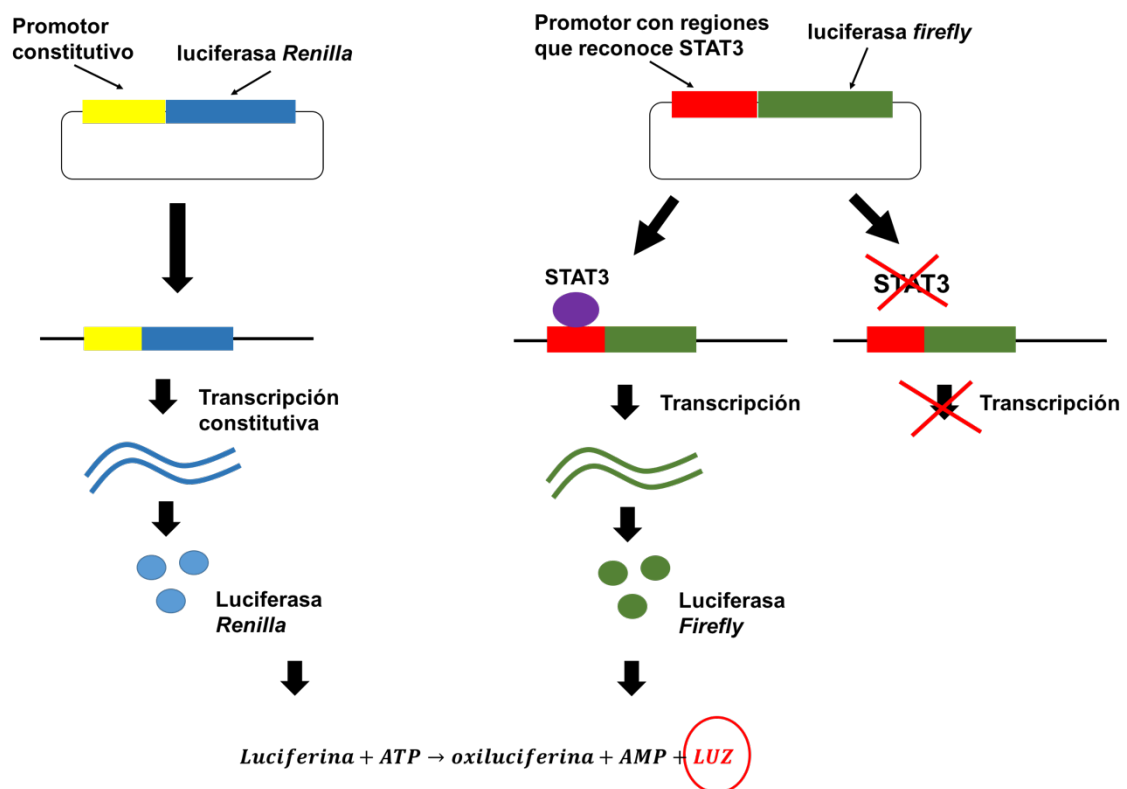 Promotor
constitutivo
luciferasa Renilla
Promotor con regiones
que reconoce STAT3
luciferasa firefly
STAT3
STAT3
Transcripción
constitutiva
Transcripción
Transcripción
Luciferasa
Renilla
Luciferasa
Firefly
Luciferina + ATP → oxiluciferina + AMP + LUZ